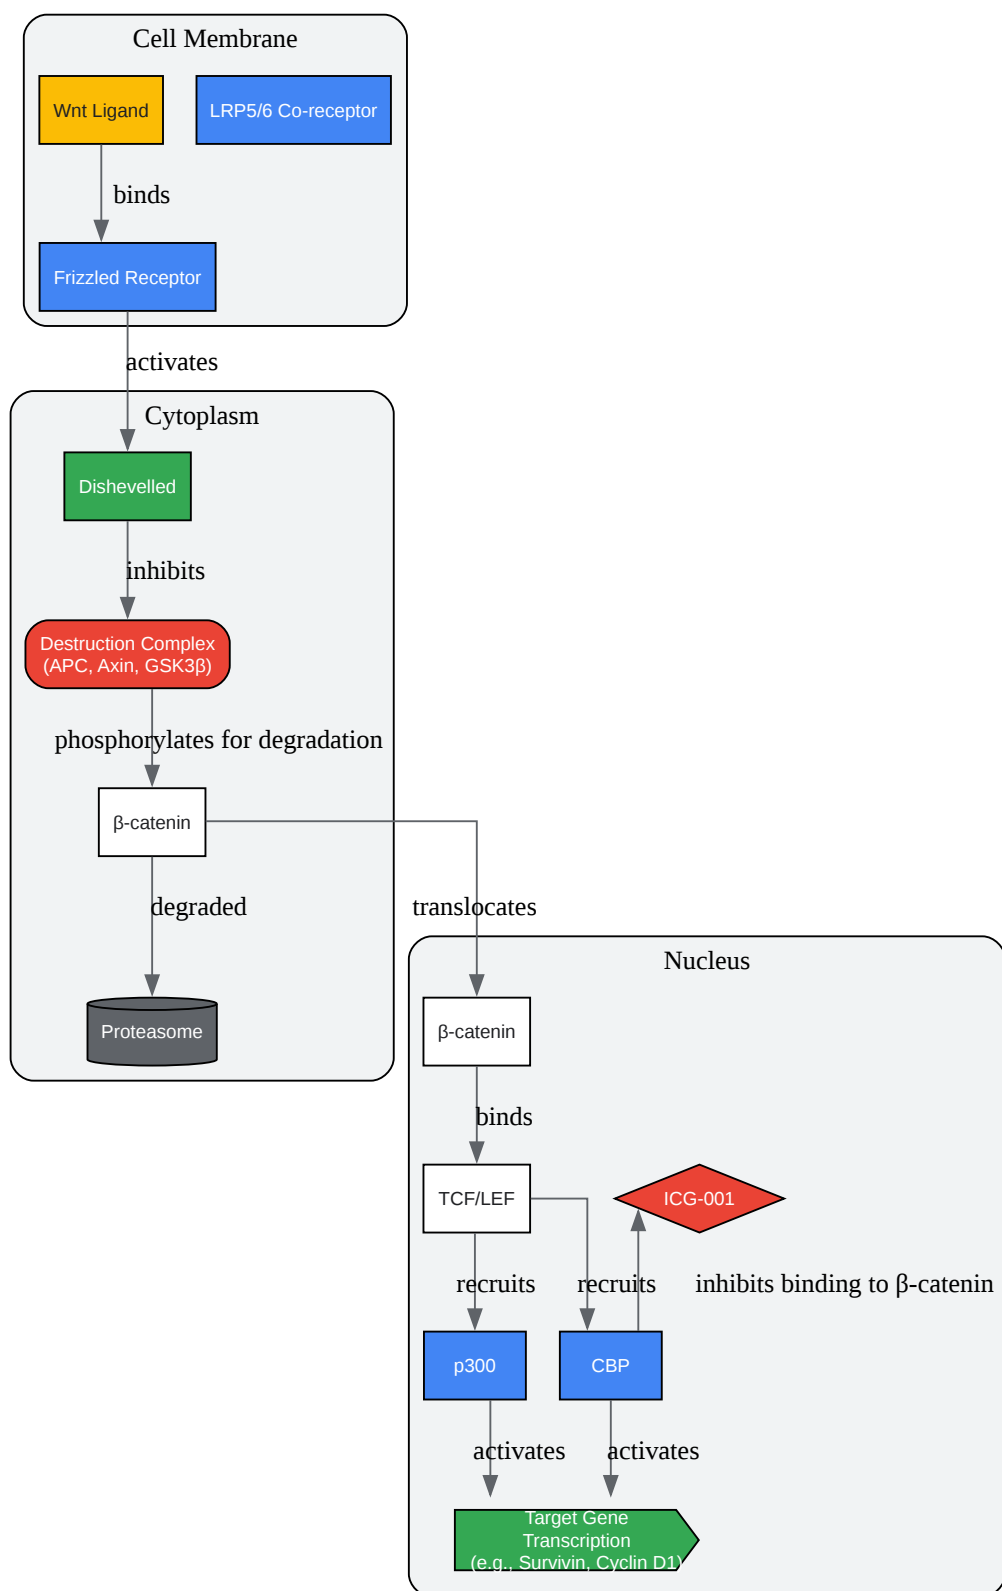 Cell Membrane
Wnt Ligand
LRP5/6 Co-receptor
binds
Frizzled Receptor
activates
Cytoplasm
Dishevelled
inhibits
Destruction Complex
(APC, Axin, GSK3β)
phosphorylates for degradation
β-catenin
degraded
translocates
Proteasome
Nucleus
β-catenin
binds
TCF/LEF
ICG-001
recruits
recruits
inhibits binding to β-catenin
p300
CBP
activates
activates
Target Gene
Transcription
(e.g., Survivin, Cyclin D1)